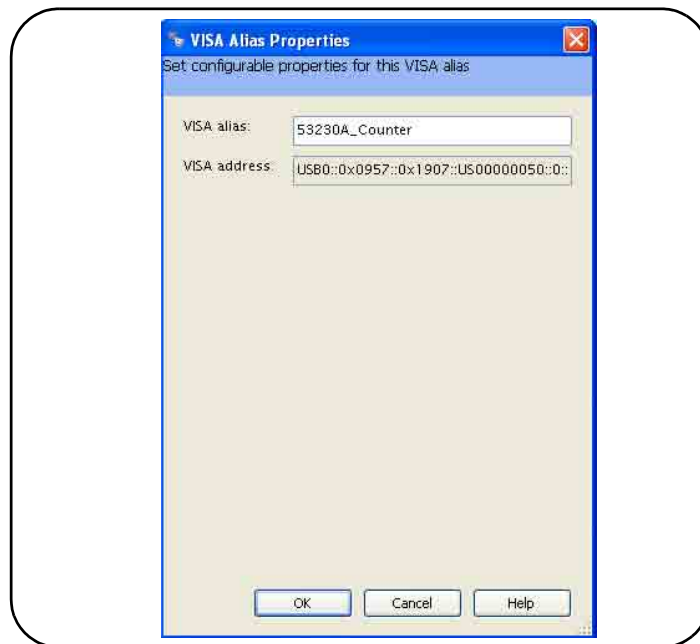 VISA Alias Properties
Set configurable properties for this VISA alias
VISA alias: 53230A_Counter
VISA address: USB0::0x0957::0x1907::US00000050::0::
OK Cancel Help